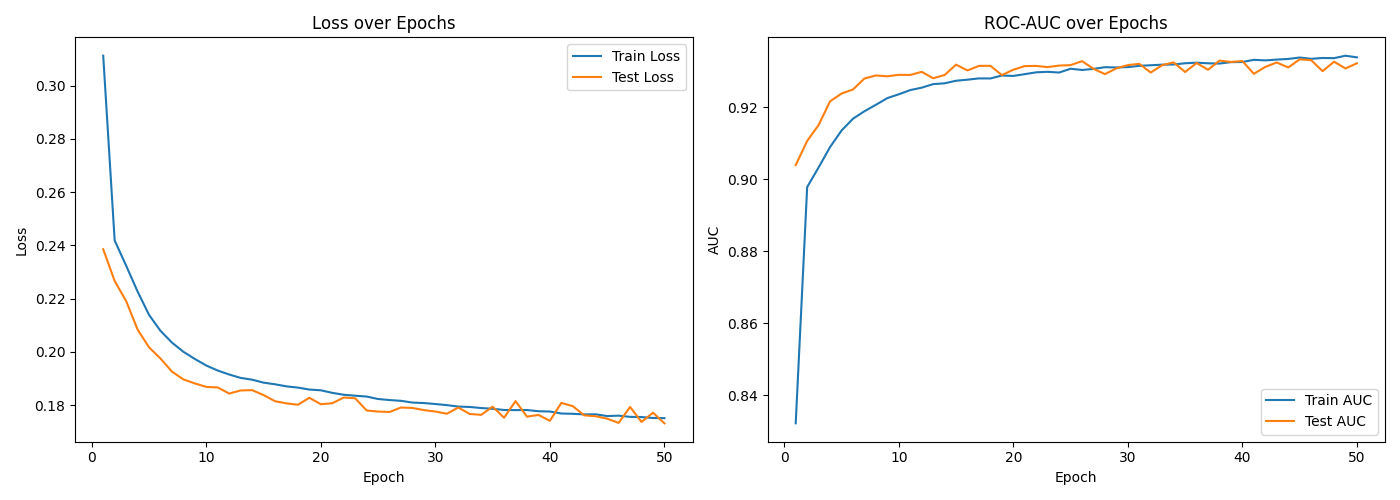 Loss over Epochs
Train Loss
Test Loss
0.30
0.28
0.26
0.24
0.22
0.20
0.18
Loss
0 10 20 30 40 50
Epoch
ROC-AUC over Epochs
0.92
0.90
0.88
0.86
0.84
AUC
Train AUC
Test AUC
0 10 20 30 40 50
Epoch